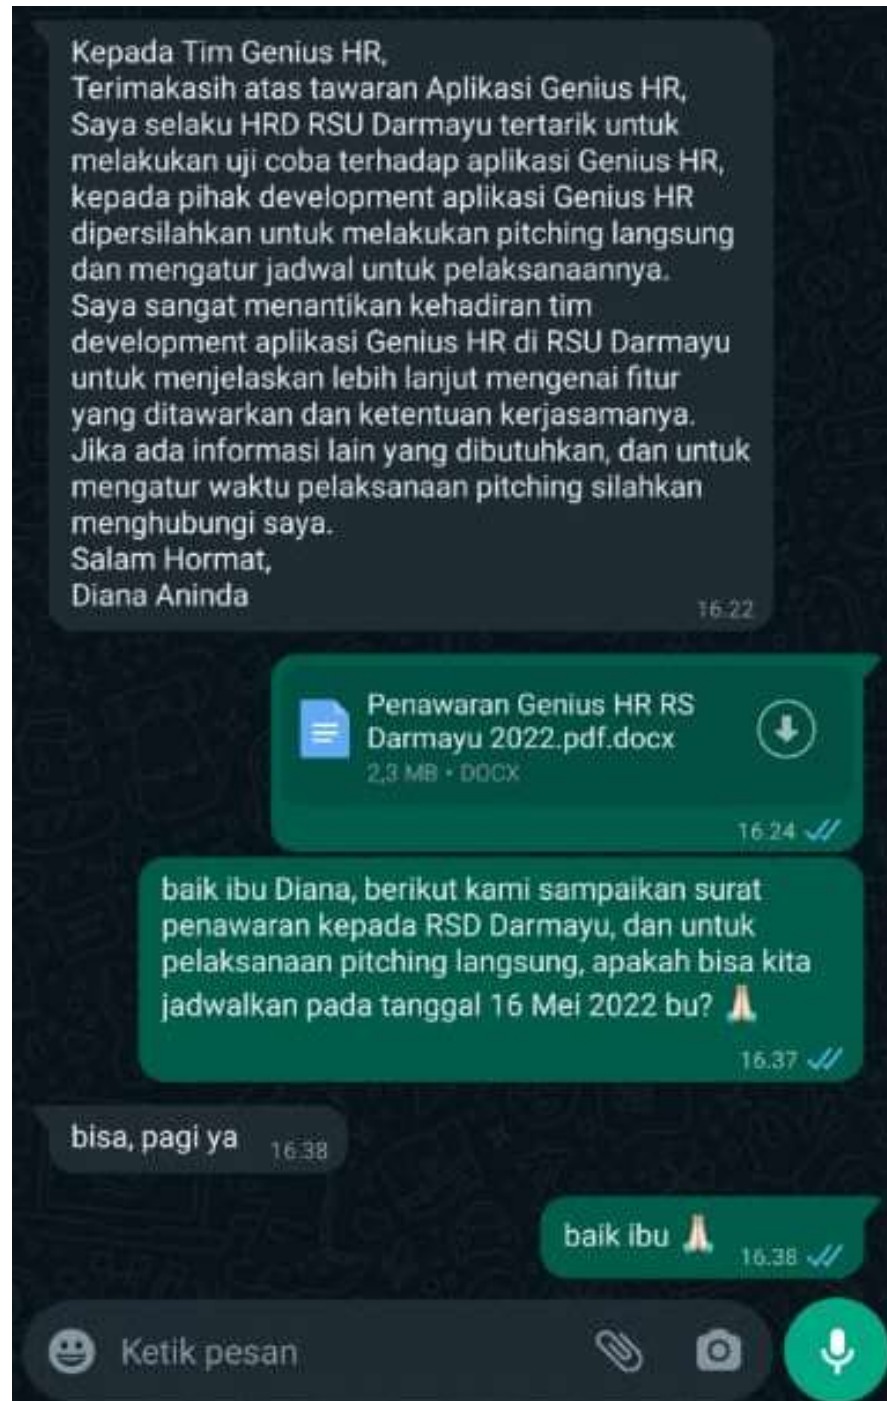 Kepada Tim Genius HR,
Terimakasih atas tawaran Aplikasi Genius HR,
Saya selaku HRD RSU Darmayu tertarik untuk
melakukan uji coba terhadap aplikasi Genius HR,
kepada pihak development aplikasi Genius HR
dipersilahkan untuk melakukan pitching langsung
dan mengatur jadwal untuk pelaksanaannya.
Saya sangat menantikan kehadiran tim
development aplikasi Genius HR di RSU Darmayu
untuk menjelaskan lebih lanjut mengenai fitur
yang ditawarkan dan ketentuan kerjasamanya.
Jika ada informasi lain yang dibutuhkan, dan untuk
mengatur waktu pelaksanaan pitching silahkan
menghubungi saya.
Salam Hormat,
Diana Aninda
16.22
Penawaran Genius HR RS
Darmayu 2022.pdf.docx
2,3 MB • DOCX
16.24
baik ibu Diana, berikut kami sampaikan surat
penawaran kepada RSD Darmayu, dan untuk
pelaksanaan pitching langsung, apakah bisa kita
jadwalkan pada tanggal 16 Mei 2022 bu? 🙏🏻
16.37
bisa, pagi ya
16.38
baik ibu 🙏🏻
16.38
Ketik pesan